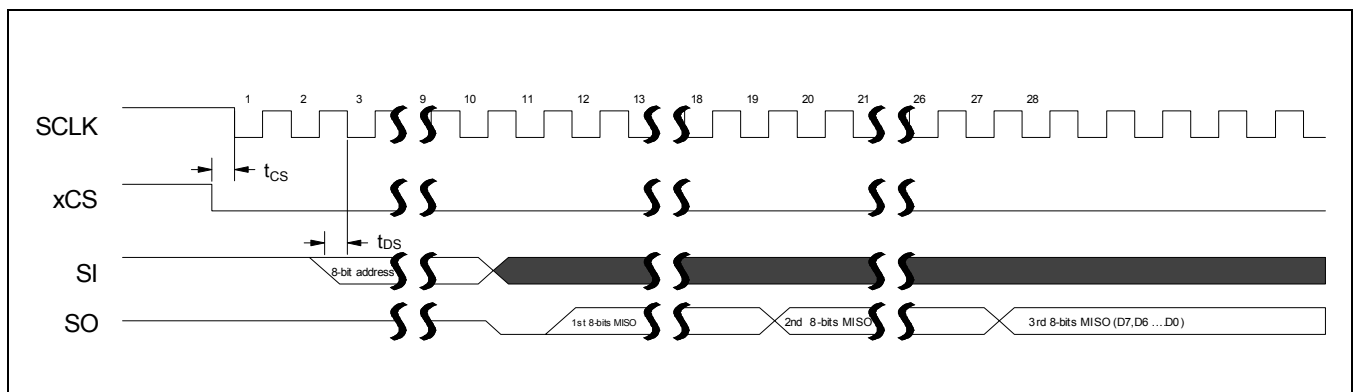 1 2 3 9 10 11 12 13 18 19 20 21 26 27 28
SCLK
tCS
xCS
tDS
SI
8-bit address
SO
1st 8-bits MISO
2nd 8-bits MISO
3rd 8-bits MISO (D7,D6 ....D0)